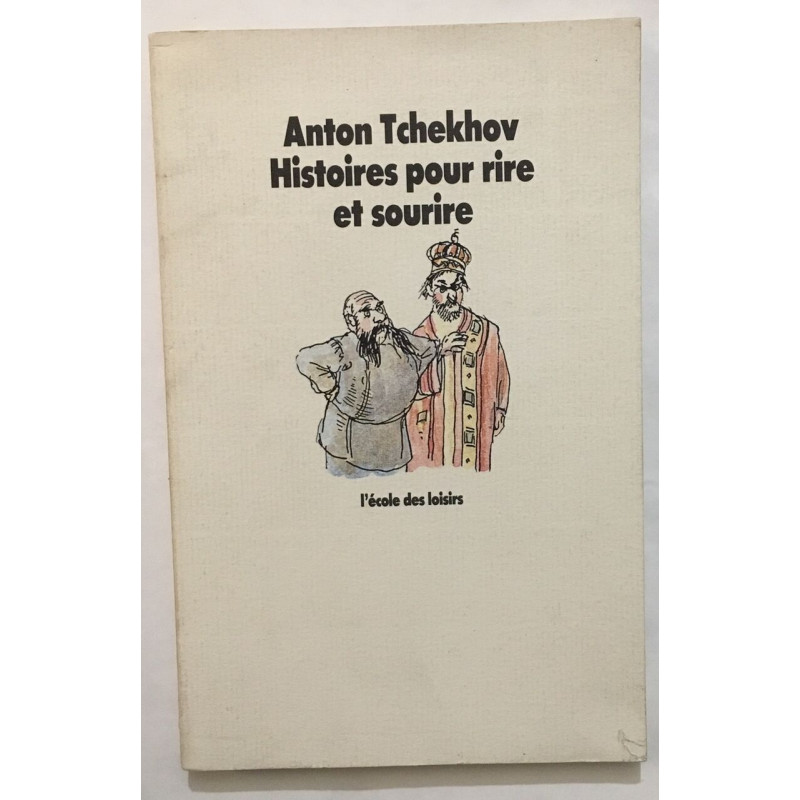 Anton Tchekhov
Histoires pour rire
et sourire
l'école des loisirs